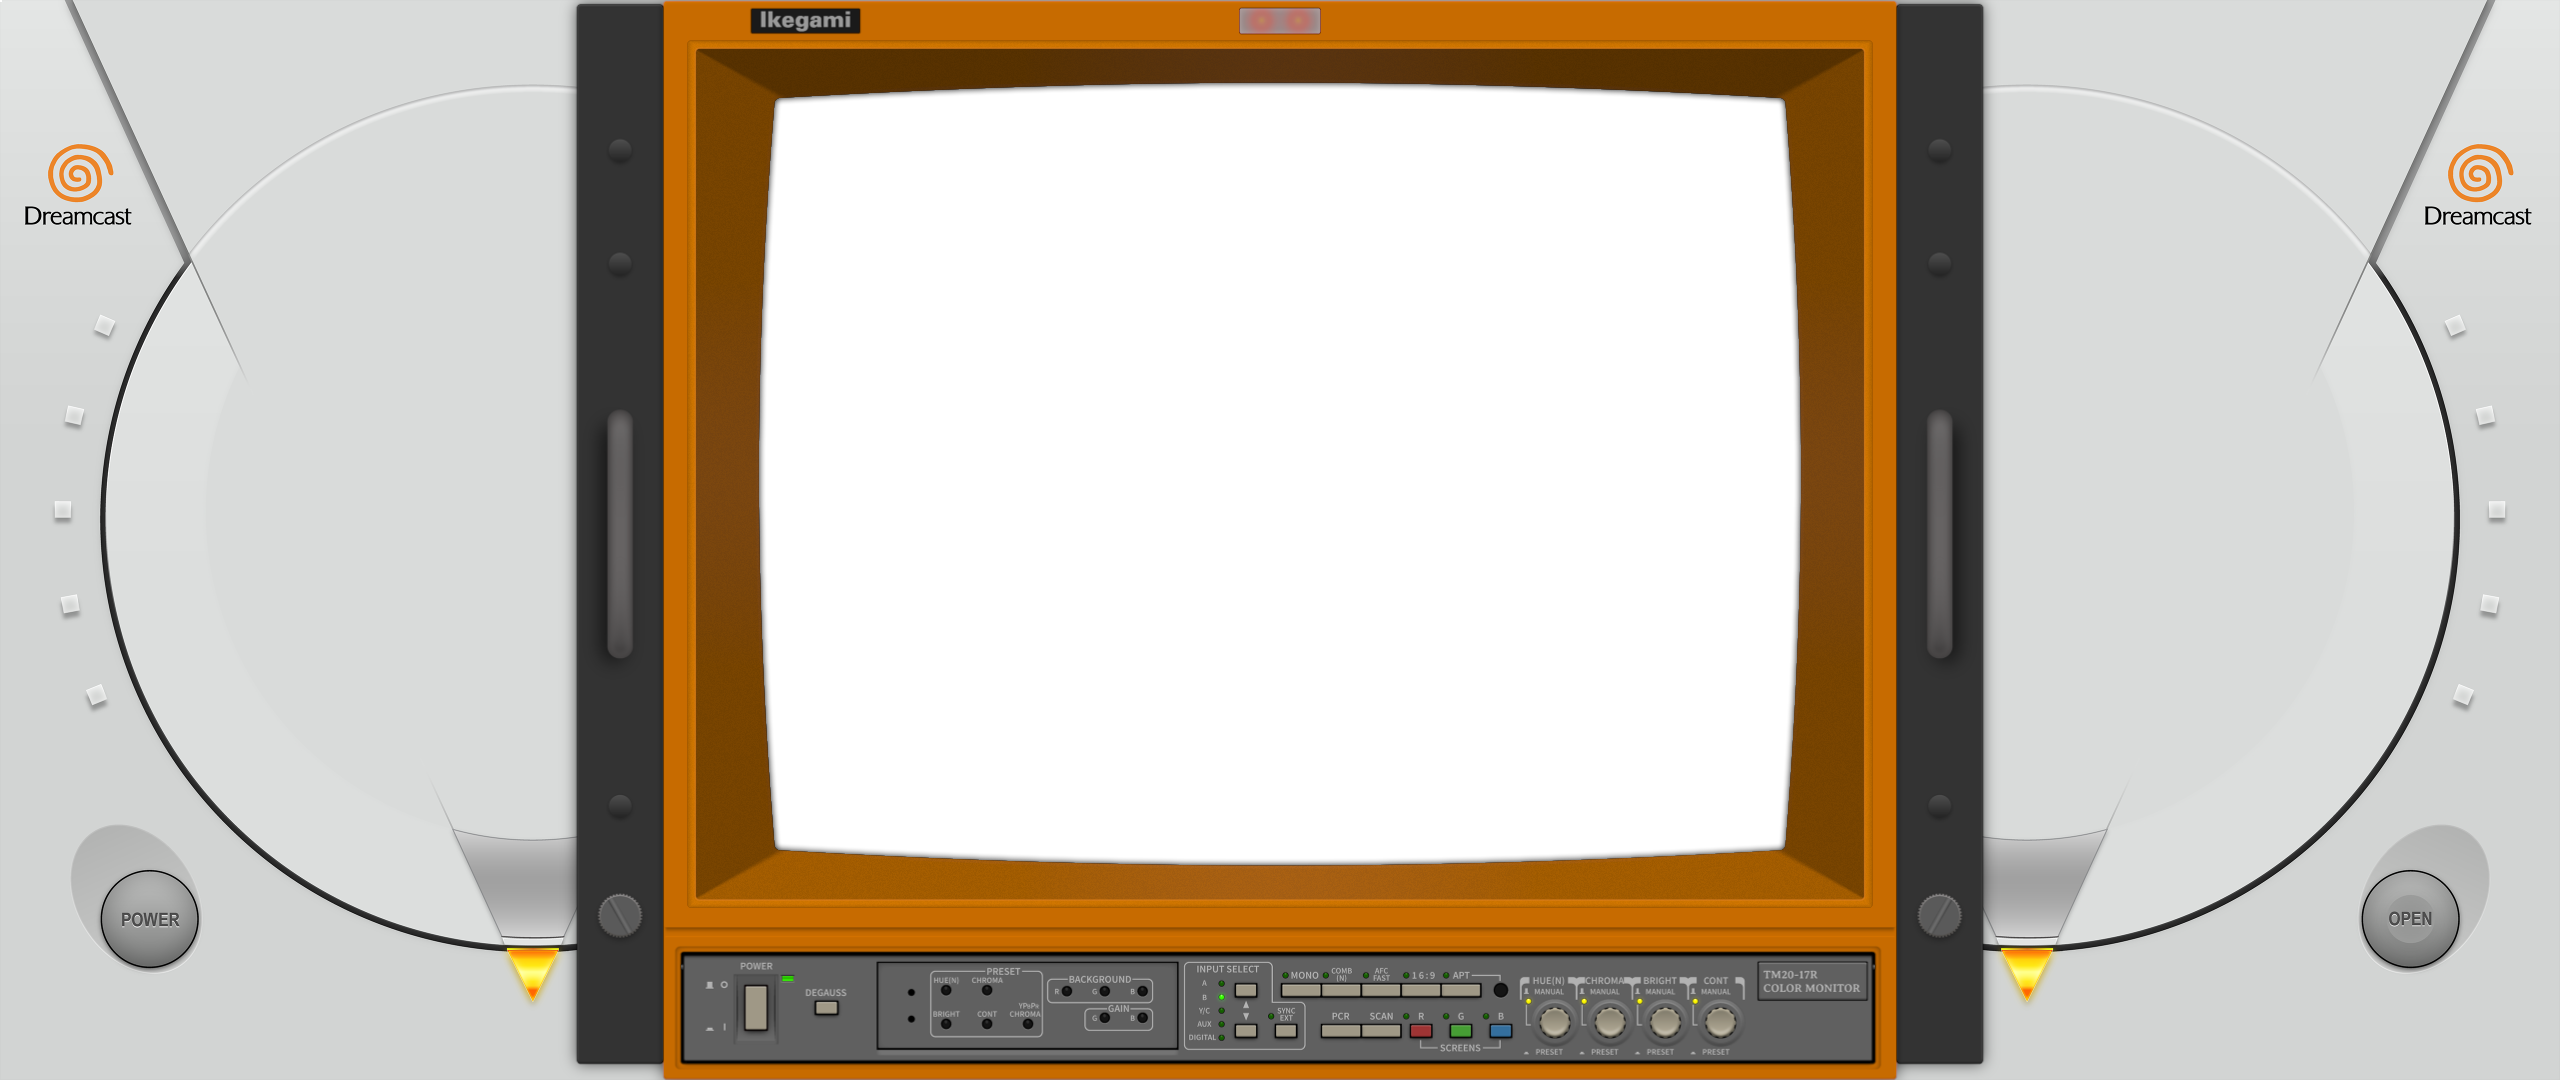 Ikegami
Dreamcast
Dreamcast
POWER
OPEN
POWER
DEGAUSS
PRESET
HUE(N) CHROMA
BRIGHT CONT YPBPR CHROMA
BACKGROUND
R G B
GAIN
G B
INPUT SELECT
A
B
Y/C
AUX
DIGITAL
SYNC EXT
MONO COMB (N) AFC FAST 16:9 APT
PCR SCAN R G B
SCREENS
HUE(N) CHROMA BRIGHT CONT
MANUAL MANUAL MANUAL MANUAL
PRESET PRESET PRESET PRESET
TM20-17R
COLOR MONITOR